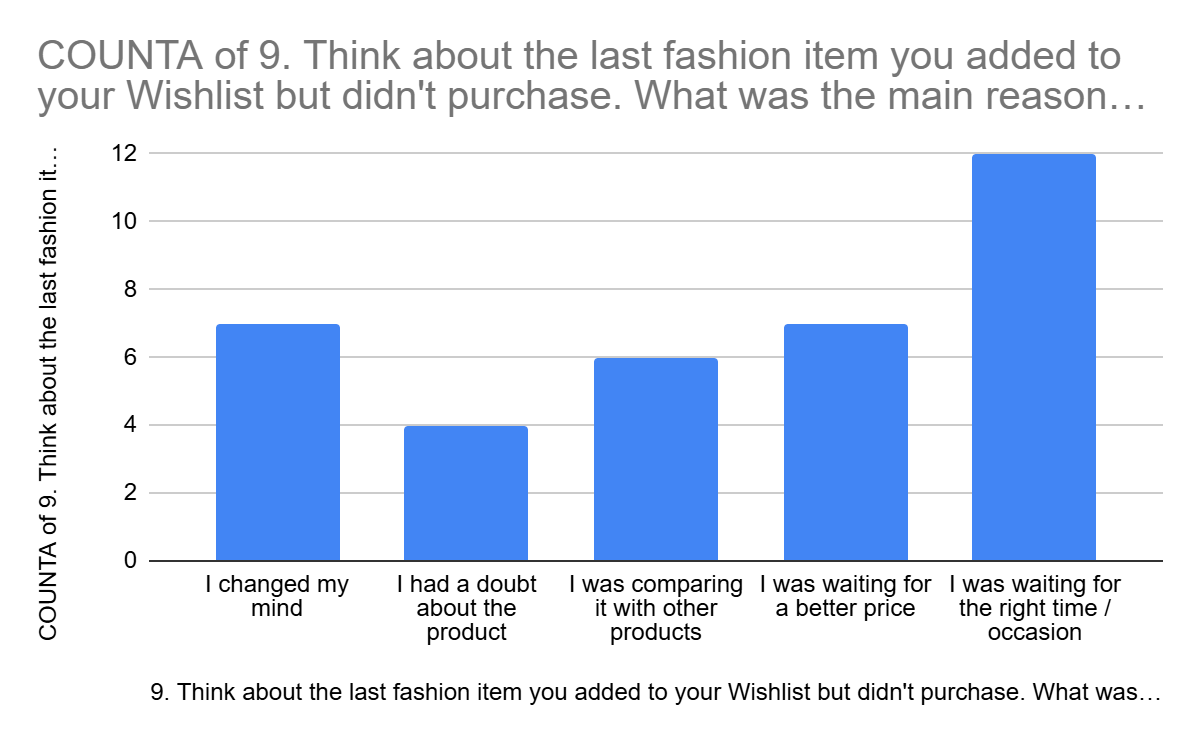 COUNTA of 9. Think about the last fashion item you added to
your Wishlist but didn't purchase. What was the main reason…
COUNTA of 9. Think about the last fashion it…
12
10
8
6
4
2
0
I changed my
mind
I had a doubt
about the
product
I was comparing
it with other
products
I was waiting for
a better price
I was waiting for
the right time /
occasion
9. Think about the last fashion item you added to your Wishlist but didn't purchase. What was…